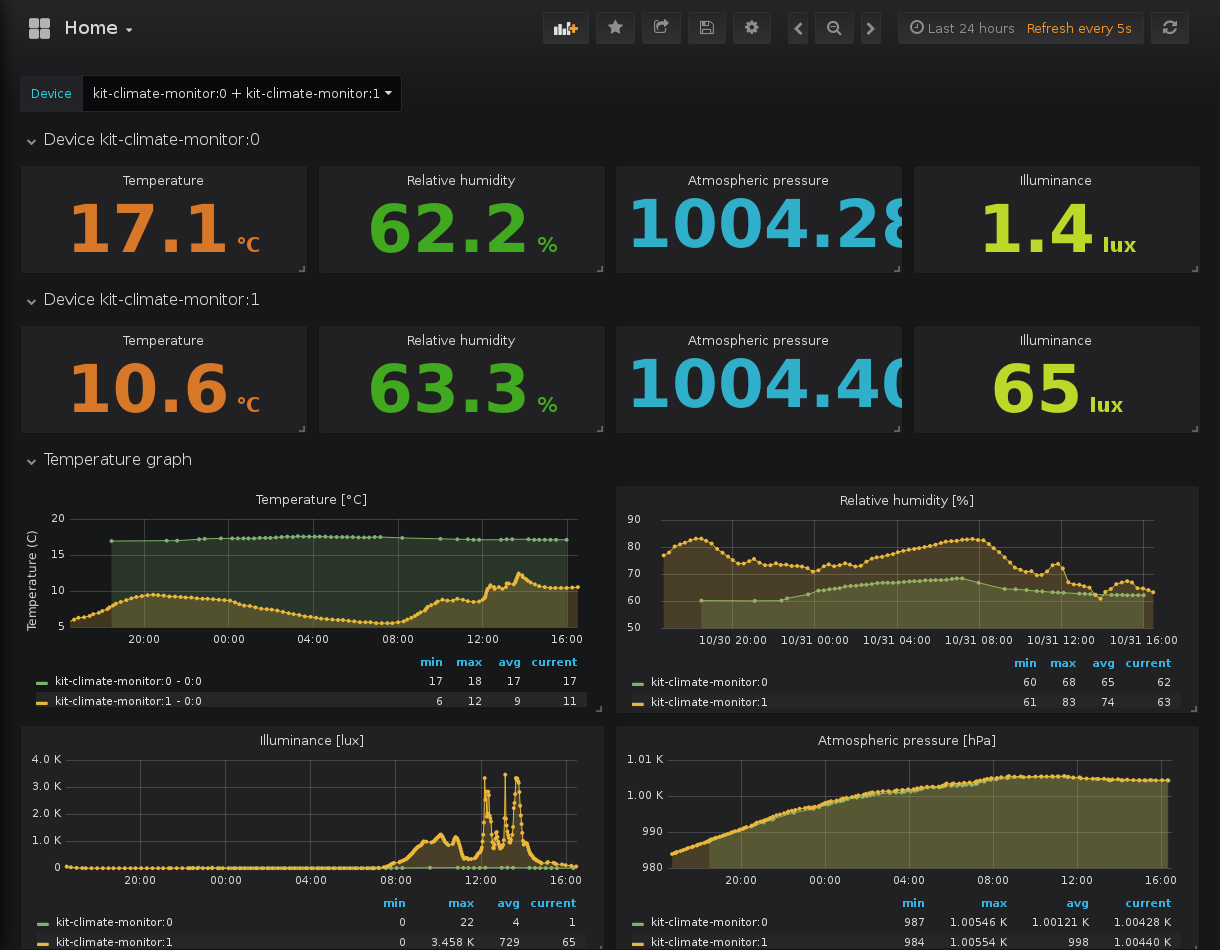 Home
Last 24 hours Refresh every 5s
Device kit-climate-monitor:0 + kit-climate-monitor:1
Device kit-climate-monitor:0
Temperature Relative humidity Atmospheric pressure Illuminance
17.1 °C 62.2 % 1004.28 1.4 lux
Device kit-climate-monitor:1
Temperature Relative humidity Atmospheric pressure Illuminance
10.6 °C 63.3 % 1004.40 65 lux
Temperature graph
Temperature [°C]
Temperature (C)
20
15
10
5
20:00 00:00 04:00 08:00 12:00 16:00
min max avg current
kit-climate-monitor:0 - 0:0 17 18 17 17
kit-climate-monitor:1 - 0:0 6 12 9 11
Relative humidity [%]
90
80
70
60
50
10/30 20:00 10/31 00:00 10/31 04:00 10/31 08:00 10/31 12:00 10/31 16:00
min max avg current
kit-climate-monitor:0 60 68 65 62
kit-climate-monitor:1 61 83 74 63
Illuminance [lux]
4.0 K
3.0 K
2.0 K
1.0 K
0
20:00 00:00 04:00 08:00 12:00 16:00
min max avg current
kit-climate-monitor:0 0 22 4 1
kit-climate-monitor:1 0 3.458 K 729 65
Atmospheric pressure [hPa]
1.01 K
1.00 K
990
980
20:00 00:00 04:00 08:00 12:00 16:00
min max avg current
kit-climate-monitor:0 987 1.00546 K 1.00121 K 1.00428 K
kit-climate-monitor:1 984 1.00554 K 998 1.00440 K